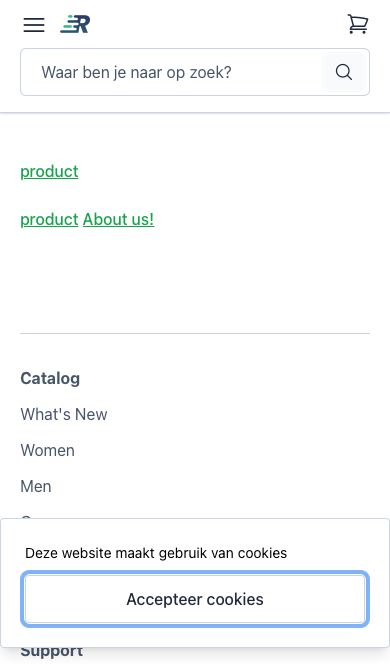 R
Waar ben je naar op zoek?
product
product About us!
Catalog
What's New
Women
Men
Deze website maakt gebruik van cookies
Accepteer cookies
Support